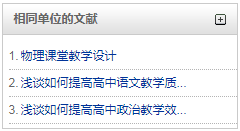 相同单位的文献
1. 物理课堂教学设计
2. 浅谈如何提高高中语文教学质...
3. 浅谈如何提高高中政治教学效...